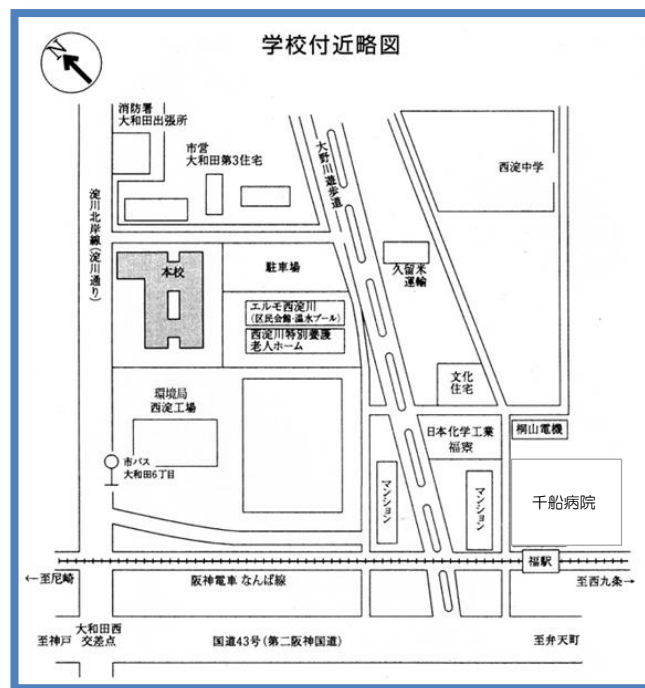 学校付近略図
N
消防署
大和田出張所
市営
大和田第3住宅
大野川遊歩道
西淀中学
淀川北岸線(淀川通り)
本校
駐車場
久留米
運輸
エルモ西淀川
(区民会館・温水プール)
西淀川特別養護
老人ホーム
環境局
西淀工場
文化
住宅
日本化学工業
福寮
桐山電機
市バス
大和田6丁目
マンション
マンション
千船病院
福駅
←至尼崎
阪神電車 なんば線
至西九条→
大和田西
交差点
至神戸
国道43号(第二阪神国道)
至弁天町